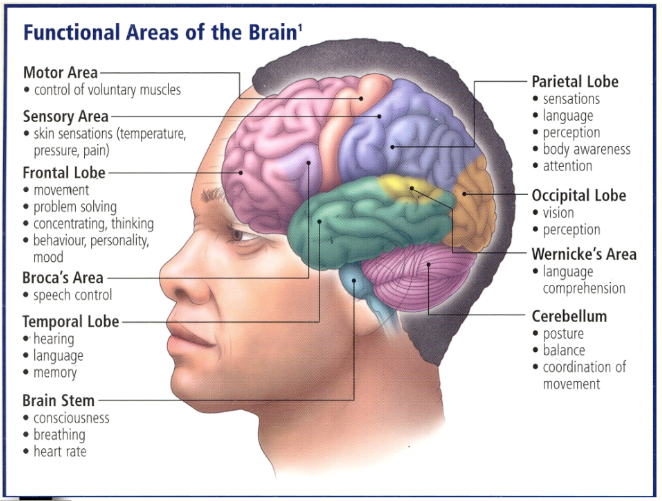 Functional Areas of the Brain¹
Motor Area
• control of voluntary muscles
Sensory Area
• skin sensations (temperature,
pressure, pain)
Frontal Lobe
• movement
• problem solving
• concentrating, thinking
• behaviour, personality,
mood
Broca's Area
• speech control
Temporal Lobe
• hearing
• language
• memory
Brain Stem
• consciousness
• breathing
• heart rate
Parietal Lobe
• sensations
• language
• perception
• body awareness
• attention
Occipital Lobe
• vision
• perception
Wernicke's Area
• language
comprehension
Cerebellum
• posture
• balance
• coordination of
movement